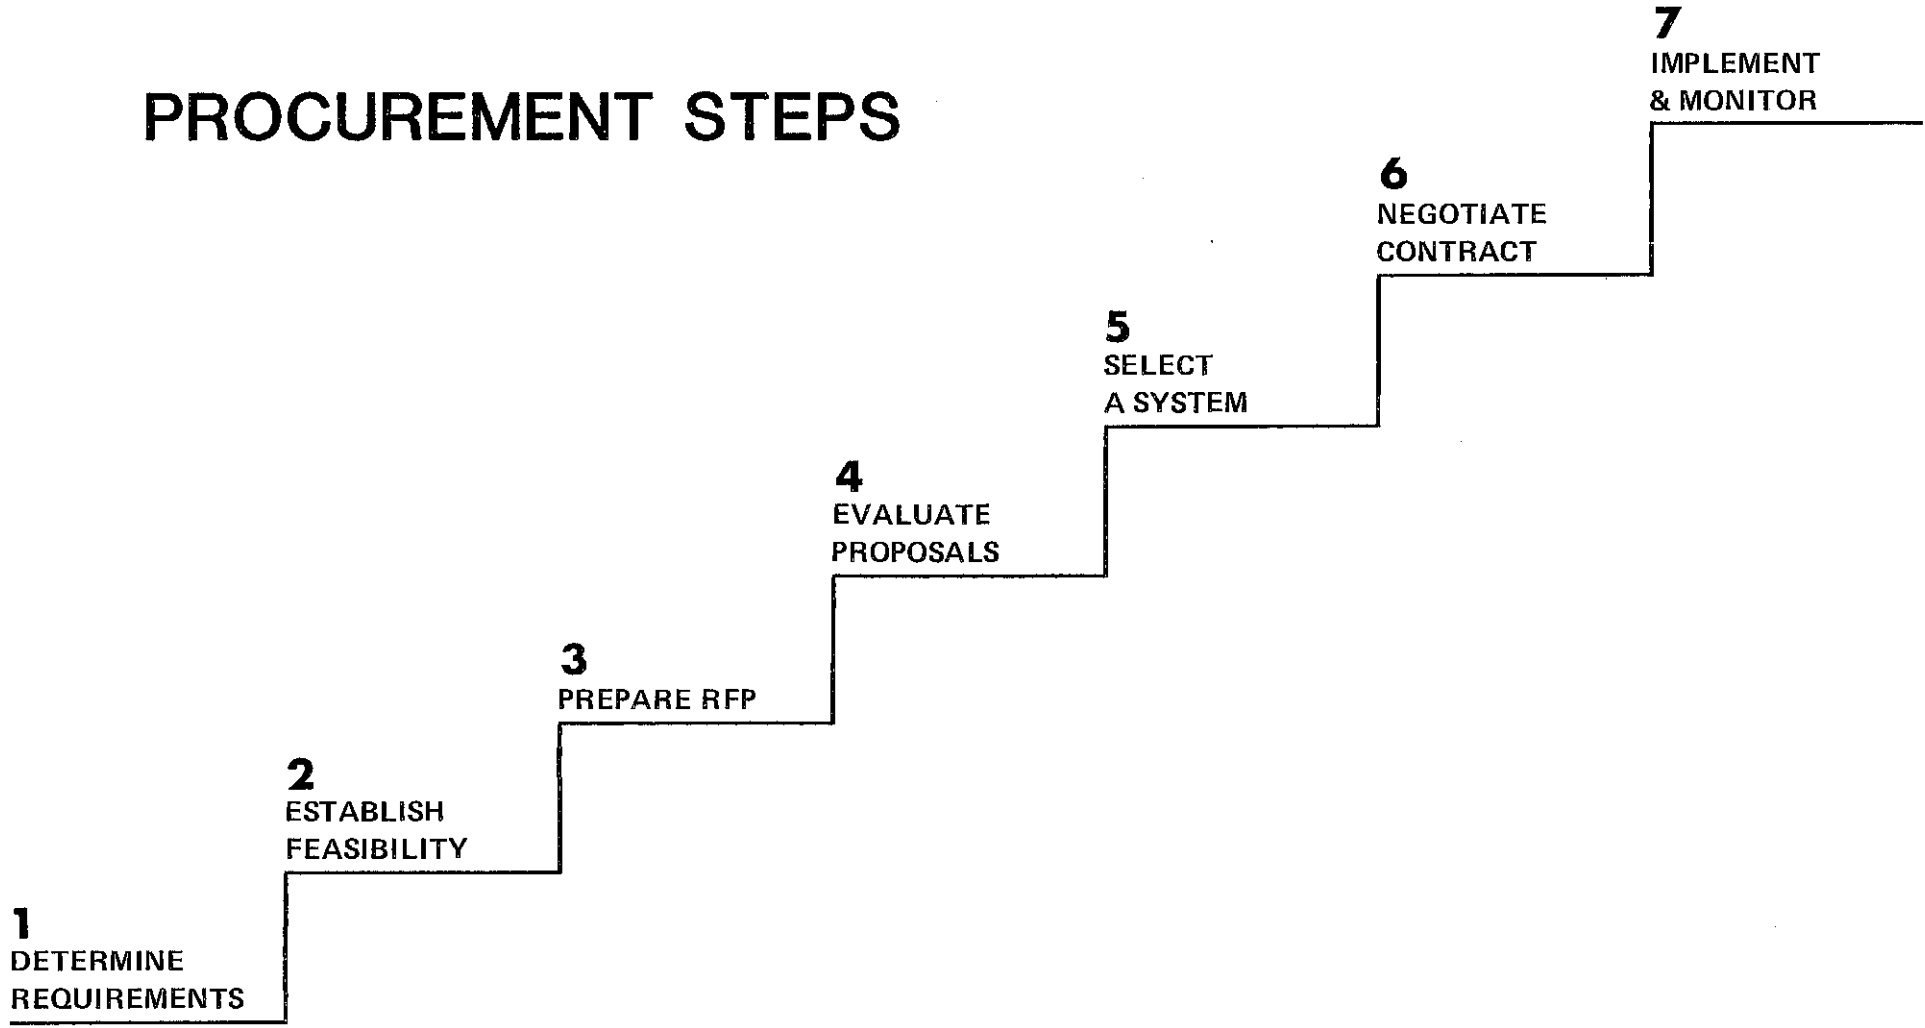 PROCUREMENT STEPS
1
DETERMINE
REQUIREMENTS
2
ESTABLISH
FEASIBILITY
3
PREPARE RFP
4
EVALUATE
PROPOSALS
5
SELECT
A SYSTEM
6
NEGOTIATE
CONTRACT
7
IMPLEMENT
& MONITOR